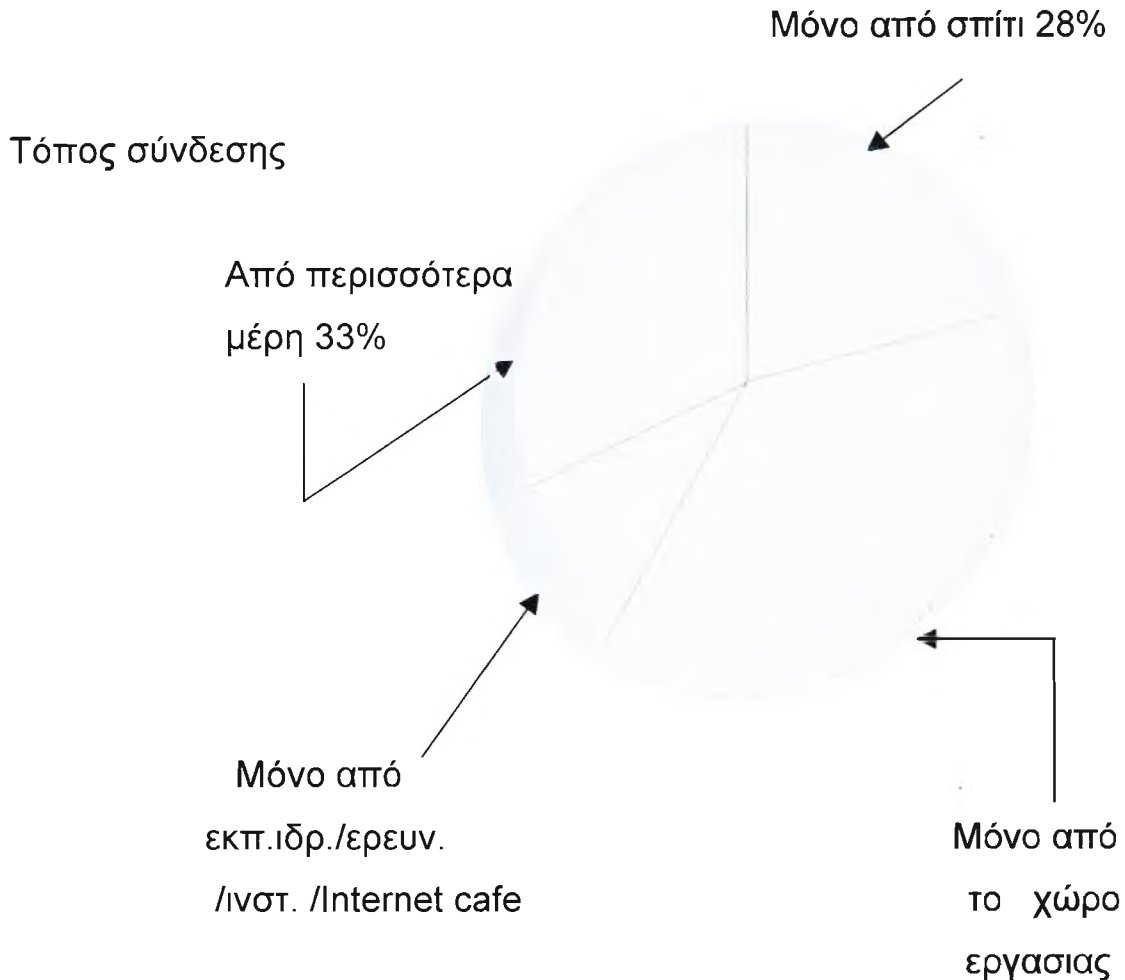 Μόνο από σπίτι 28%
Τόπος σύνδεσης
Από περισσότερα
μέρη 33%
Μόνο από
εκπ.ιδρ./ερευν.
/ινστ. /Internet cafe
Μόνο από
το χώρο
εργασιας